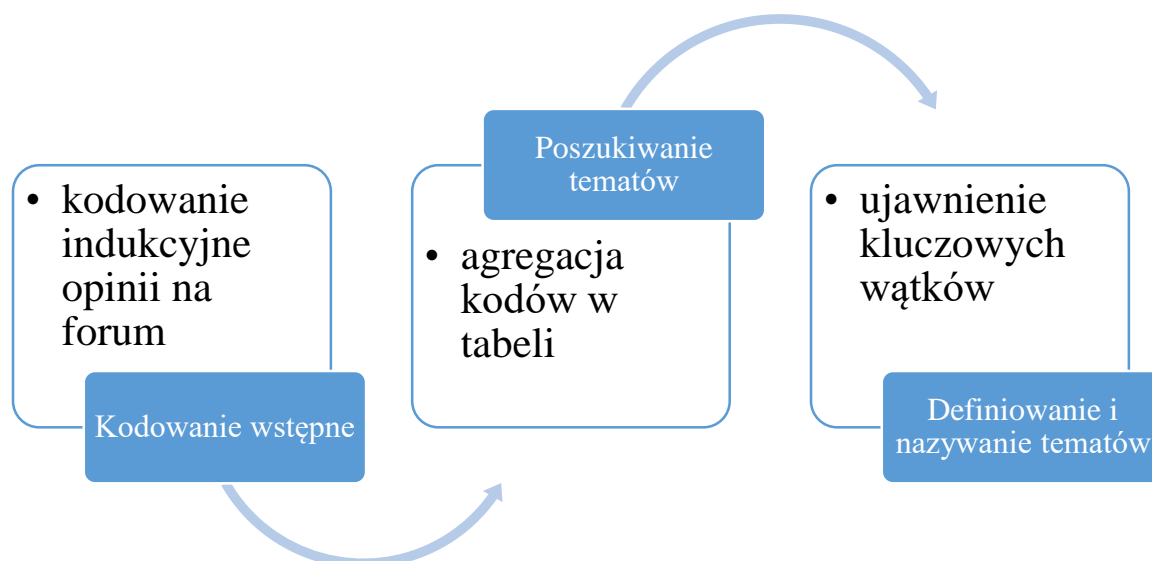 • kodowanie
indukcyjne
opinii na
forum
Kodowanie wstępne
Poszukiwanie
tematów
• agregacja
kodów w
tabeli
• ujawnienie
kluczowych
wątków
Definiowanie i
nazywanie tematów